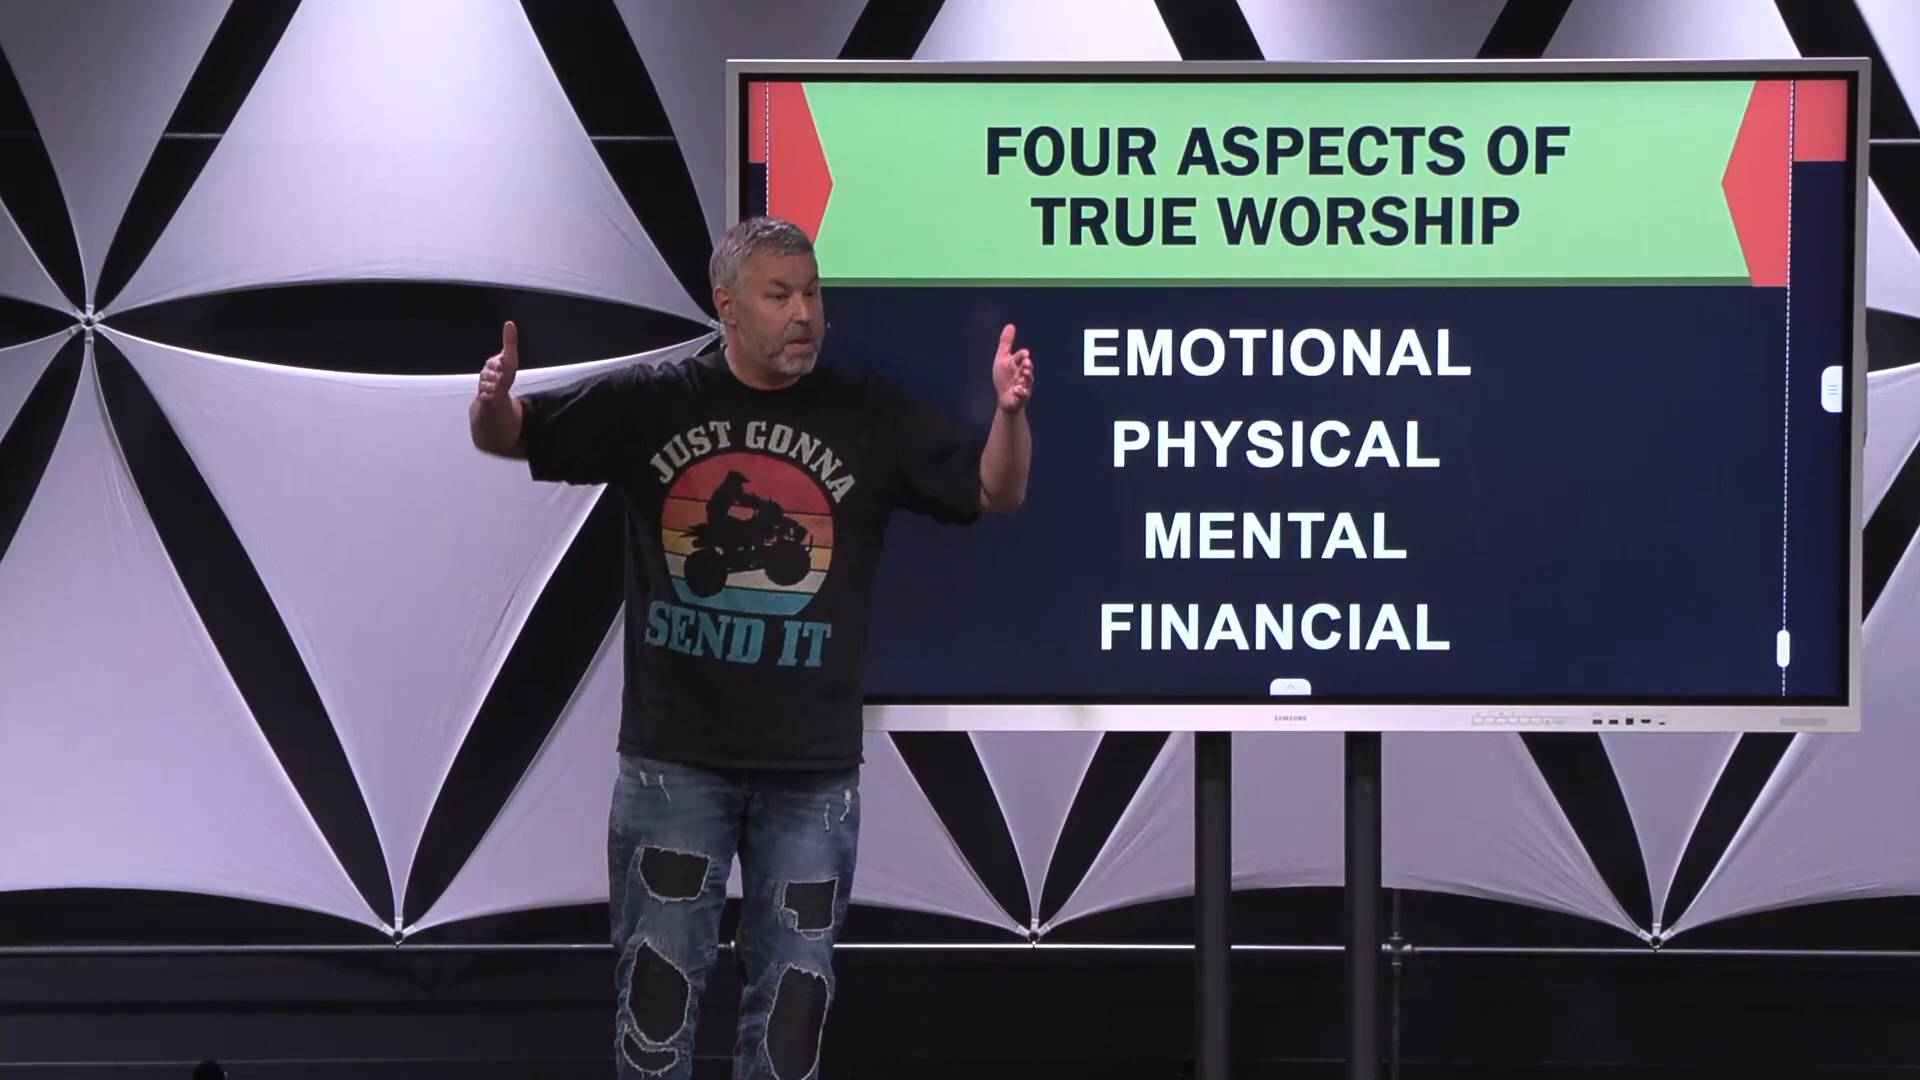 FOUR ASPECTS OF
TRUE WORSHIP
EMOTIONAL
PHYSICAL
MENTAL
FINANCIAL
JUST GONNA
SEND IT
SAMSUNG